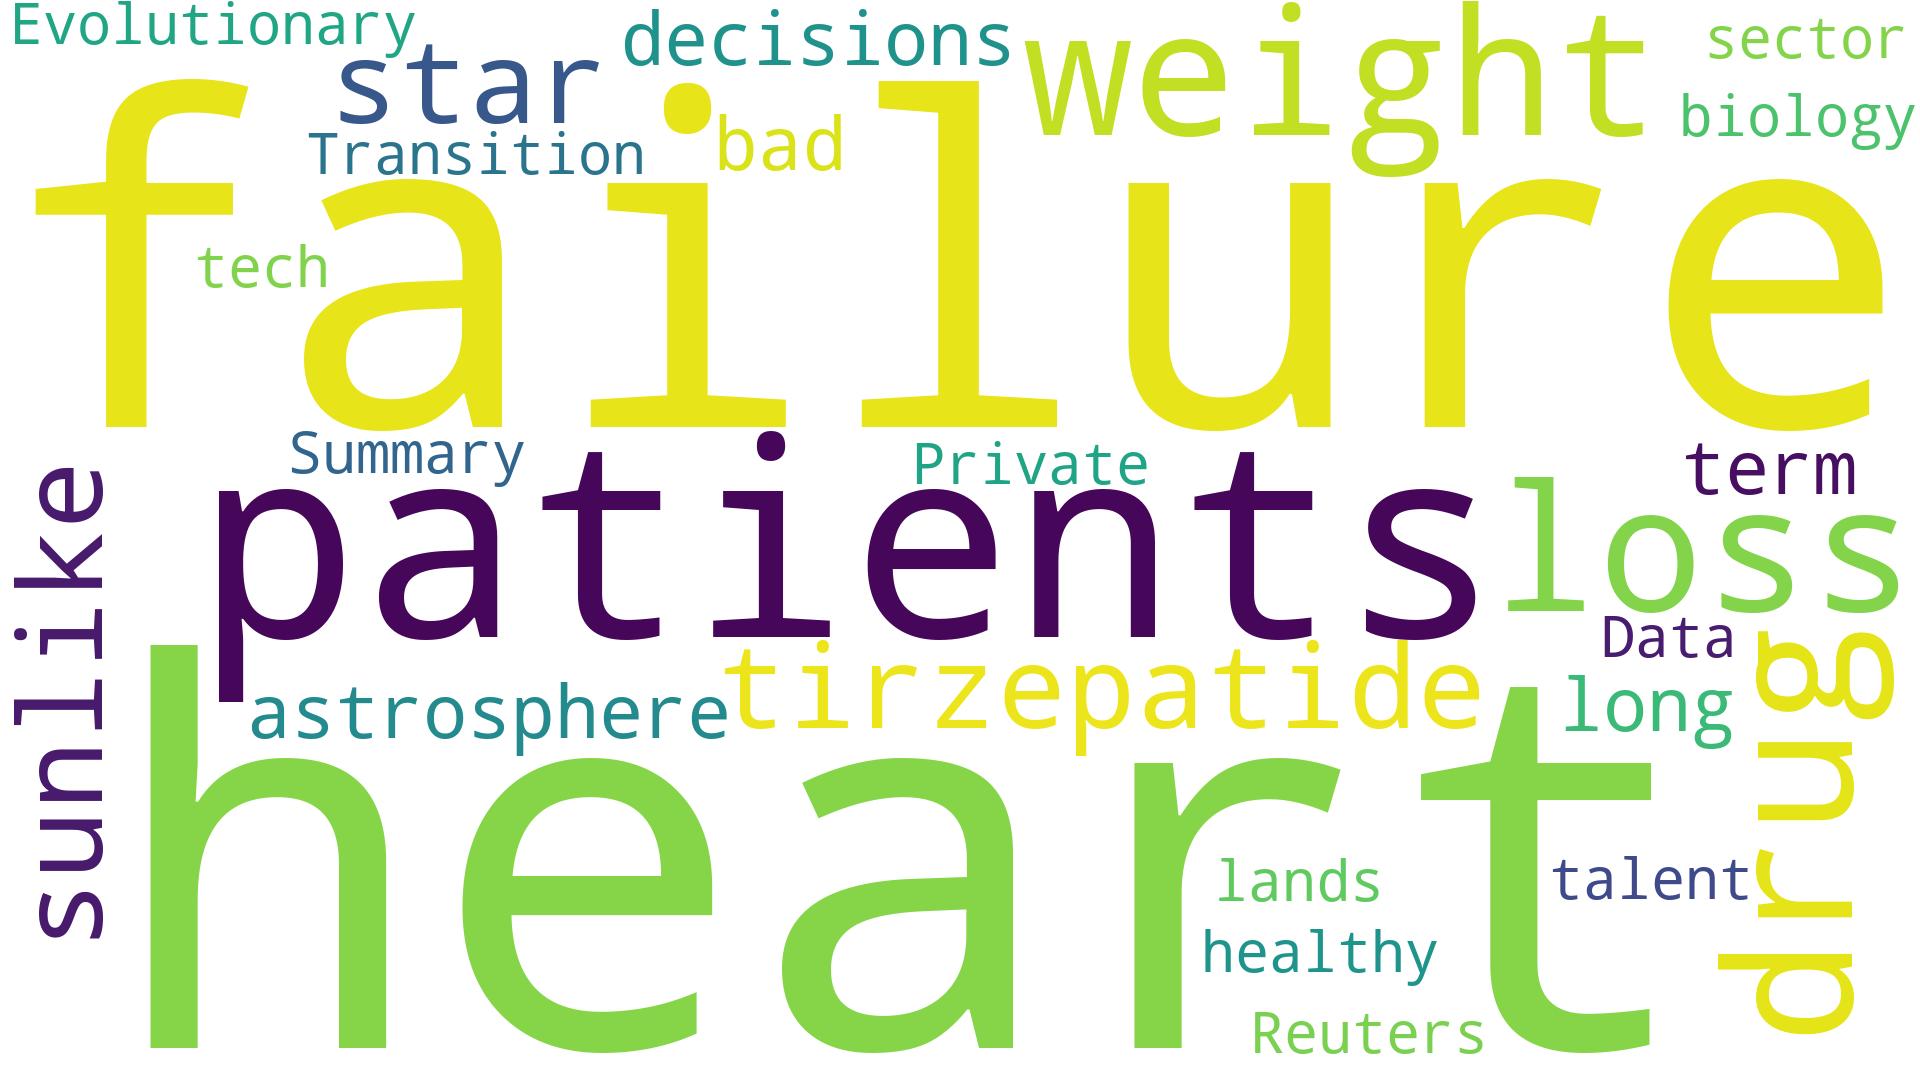 Evolutionary
decisions
weight
sector
star
biology
Transition
bad
failure
tech
Summary
Private
term
patients
loss
sunlike
Data
tirzepatide
astrosphere
long
drug
heart
lands
talent
healthy
Reuters